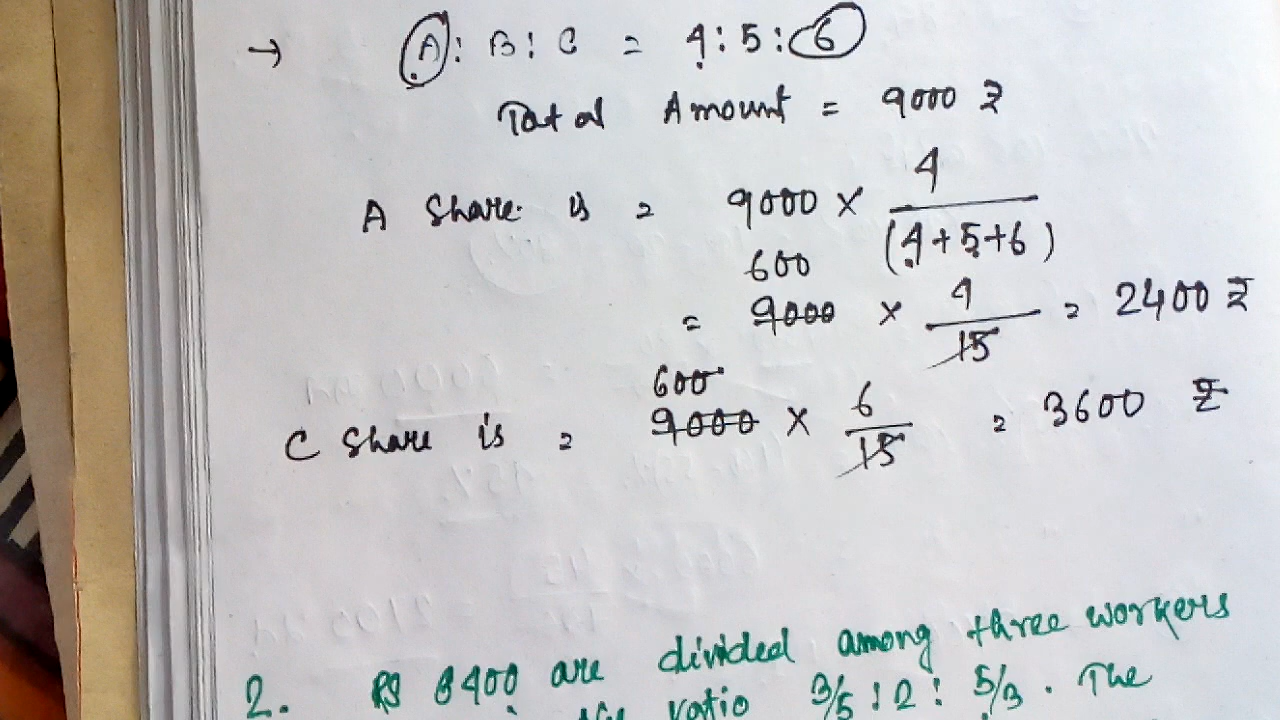 → A : B : C = 4 : 5 : 6
Total Amount = 9000 ₹
A Share is = 9000 × 4/(4+5+6)
600
= 9000 × 4/15 = 2400 ₹
600
C Share is = 9000 × 6/15 = 3600 ₹
2. RS 8400 are divided among three workers
ratio 3/5 : 2 : 5/3 . The